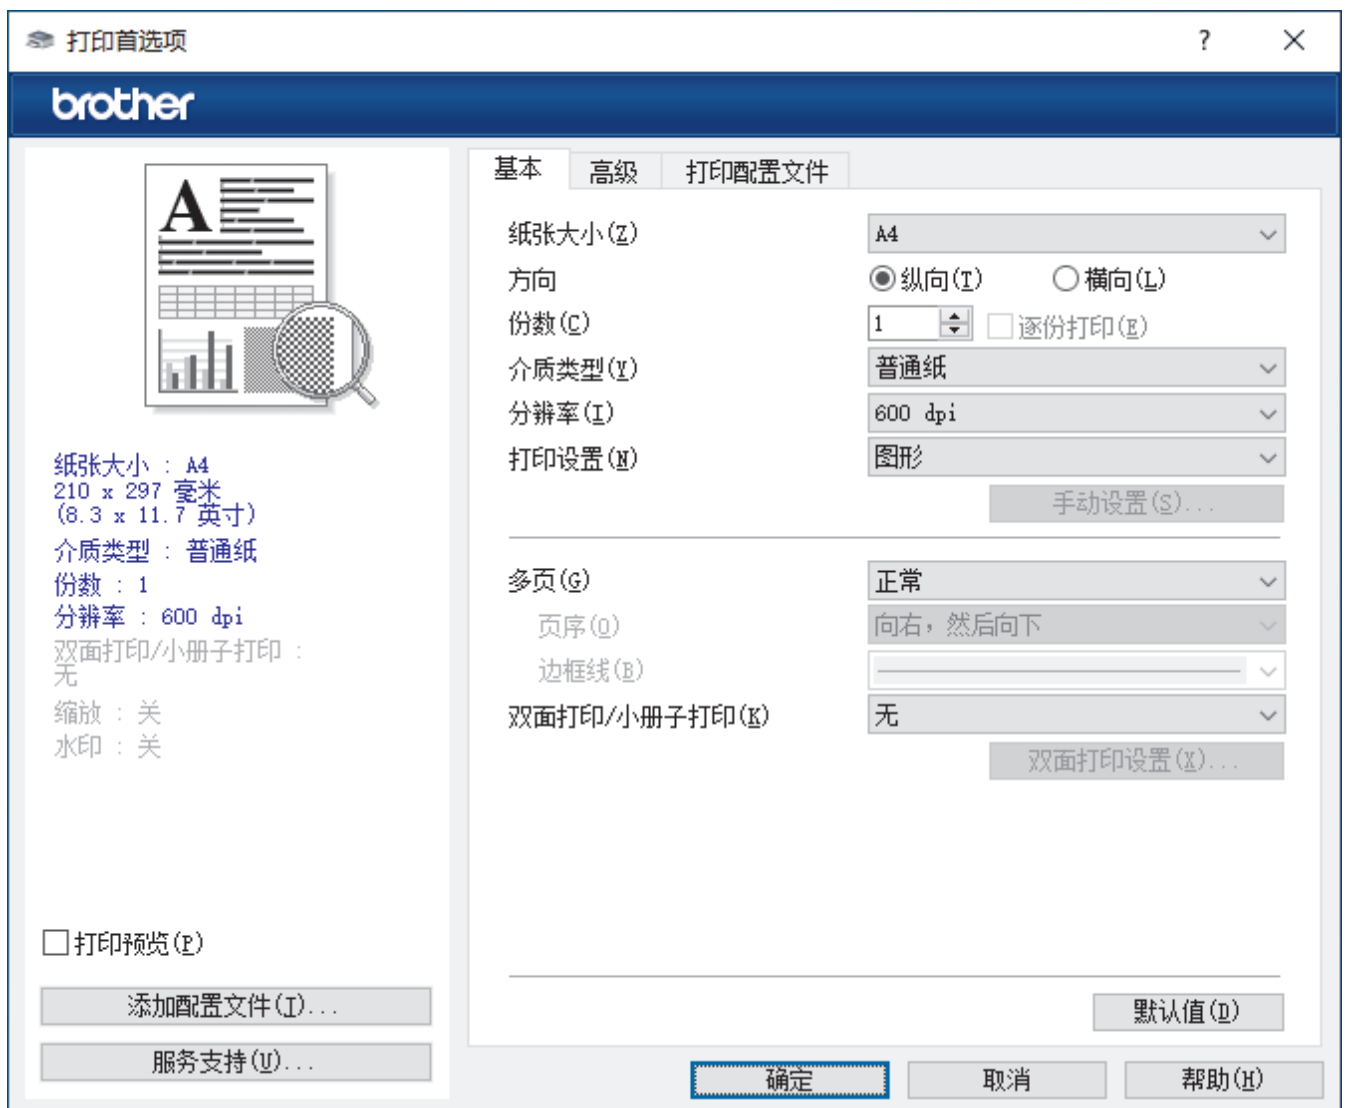 打印首选项
brother
A
纸张大小 : A4
210 x 297 毫米
(8.3 x 11.7 英寸)
介质类型 : 普通纸
份数 : 1
分辨率 : 600 dpi
双面打印/小册子打印 :
无
缩放 : 关
水印 : 关
打印预览(P)
添加配置文件(I)...
服务支持(U)...
基本 高级 打印配置文件
纸张大小(Z) A4
方向 纵向(T) 横向(L)
份数(C) 1 逐份打印(E)
介质类型(Y) 普通纸
分辨率(I) 600 dpi
打印设置(N) 图形
手动设置(S)...
多页(G) 正常
页序(O) 向右，然后向下
边框线(B)
双面打印/小册子打印(K) 无
双面打印设置(X)...
默认值(D)
确定 取消 帮助(H)